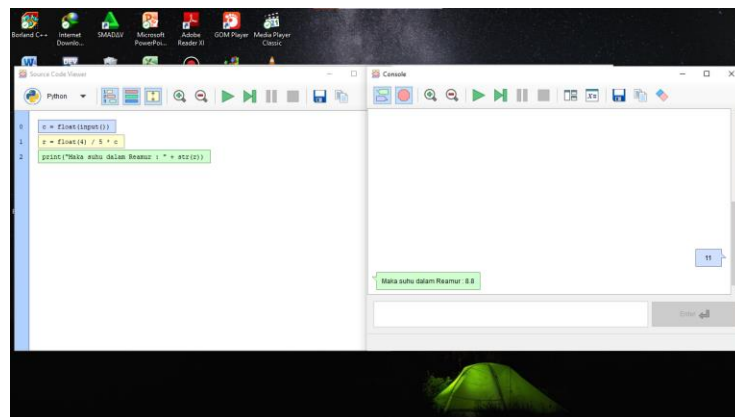 Borland C++
Internet Downlo...
SMADΔV
Microsoft PowerPoi...
Adobe Reader XI
GOM Player
Media Player Classic
Source Code Viewer
Python
0 c = float(input())
1 r = float(4) / 5 * c
2 print("Maka suhu dalam Reamur : " + str(r))
Console
11
Maka suhu dalam Reamur : 8.8
Enter